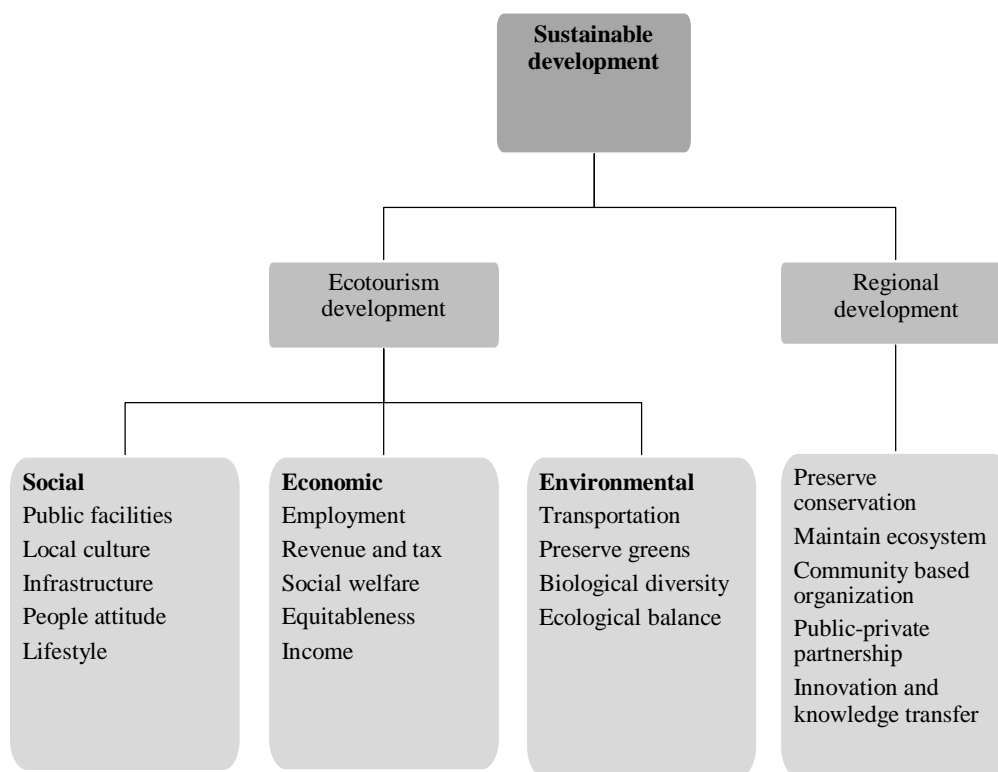 Sustainable
development
Ecotourism
development
Regional
development
Social
Public facilities
Local culture
Infrastructure
People attitude
Lifestyle
Economic
Employment
Revenue and tax
Social welfare
Equitableness
Income
Environmental
Transportation
Preserve greens
Biological diversity
Ecological balance
Preserve
conservation
Maintain ecosystem
Community based
organization
Public-private
partnership
Innovation and
knowledge transfer